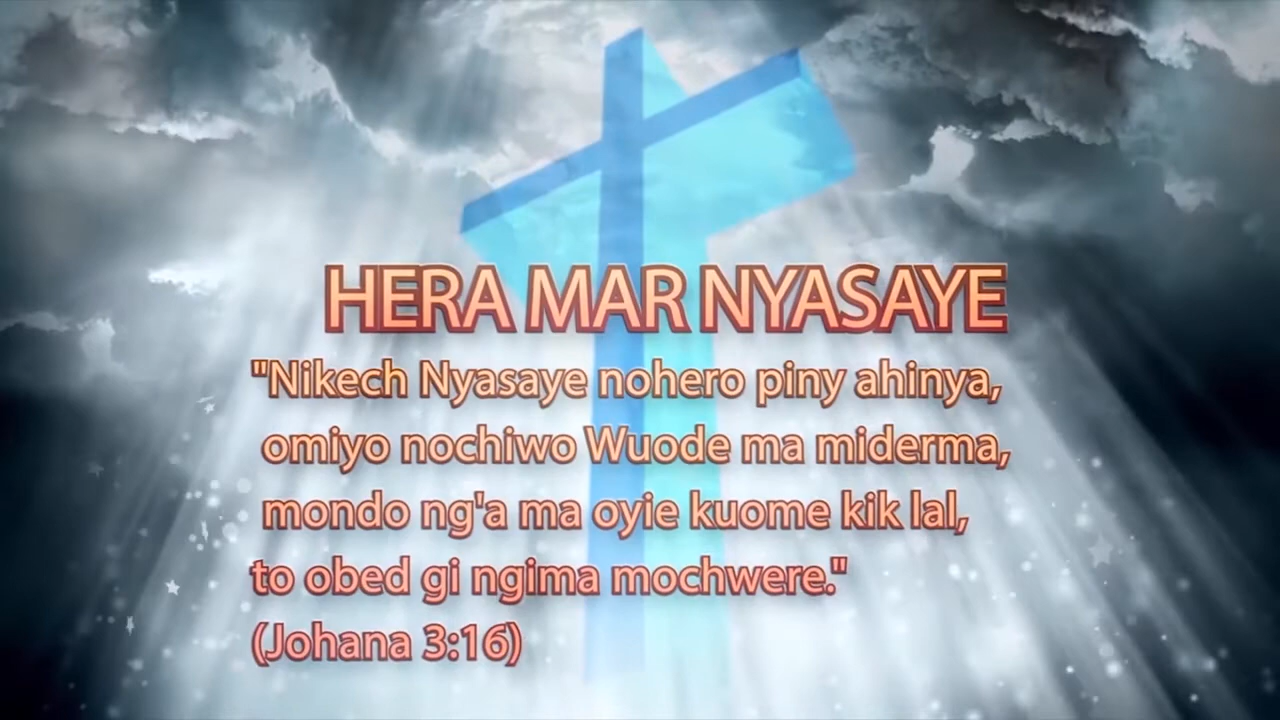 HERA MAR NYASAYE
"Nikech Nyasaye nohero piny ahinya,
omiyo nochiwo Wuode ma miderma,
mondo ng'a ma oyie kuome kik lal,
to obed gi ngima mochwere."
(Johana 3:16)